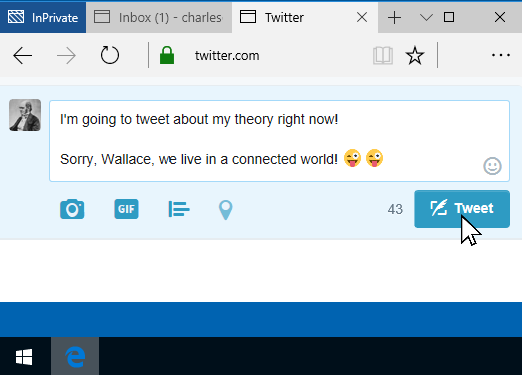 InPrivate
Inbox (1) - charles
Twitter
twitter.com
I'm going to tweet about my theory right now!
Sorry, Wallace, we live in a connected world! 😜😜
GIF
43
Tweet